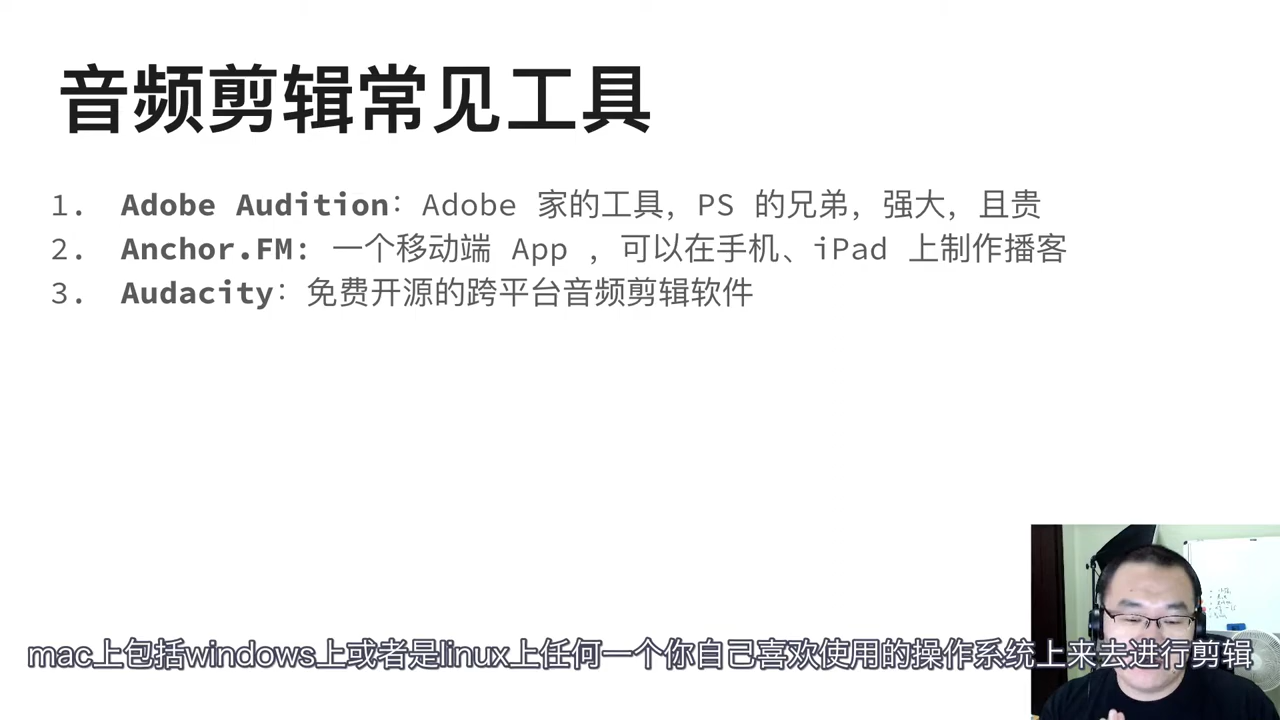 音频剪辑常见工具
1. Adobe Audition: Adobe 家的工具, PS 的兄弟, 强大, 且贵
2. Anchor.FM: 一个移动端 App , 可以在手机、iPad 上制作播客
3. Audacity: 免费开源的跨平台音频剪辑软件
mac上包括windows上或者是linux上任何一个你自己喜欢使用的操作系统上来去进行剪辑